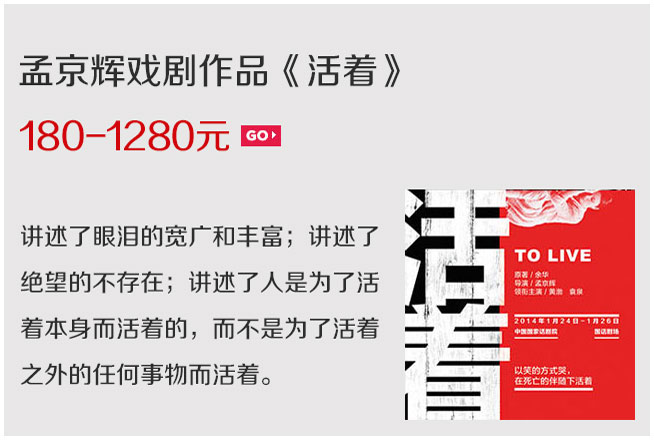 孟京辉戏剧作品《活着》
180-1280元 GO
讲述了眼泪的宽广和丰富；讲述了
绝望的不存在；讲述了人是为了活
着本身而活着的，而不是为了活着
之外的任何事物而活着。
活着
TO LIVE
原著/余华
导演/孟京辉
领衔主演/黄渤 袁泉
2014年1月24日-1月26日
中国国家话剧院 国话剧场
以笑的方式哭，
在死亡的伴随下活着